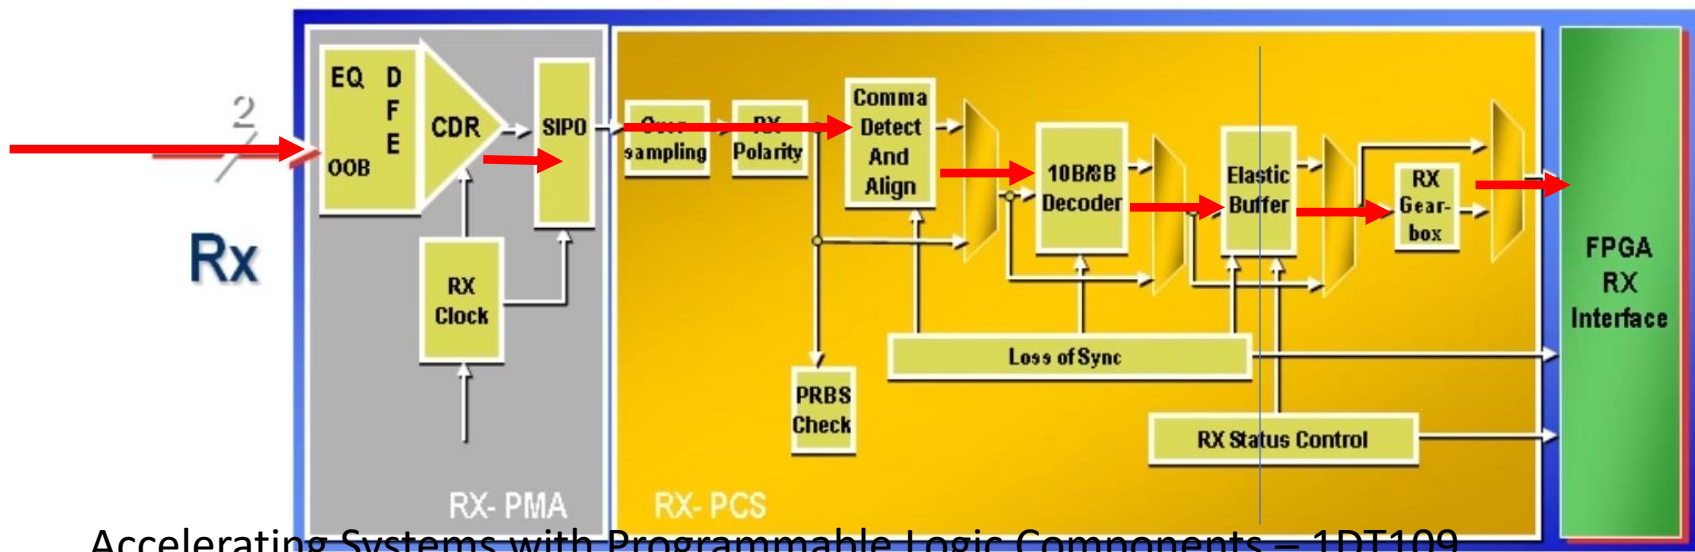 2
Rx
EQ
OOB
D
F
E
CDR
SIPO
RX
Clock
RX- PMA
Over
sampling
RX
Polarity
PRBS
Check
Comma
Detect
And
Align
10B/8B
Decoder
Elastic
Buffer
RX
Gear-
box
Loss of Sync
RX Status Control
RX- PCS
FPGA
RX
Interface
Accelerating Systems with Programmable Logic Components – 1DT109